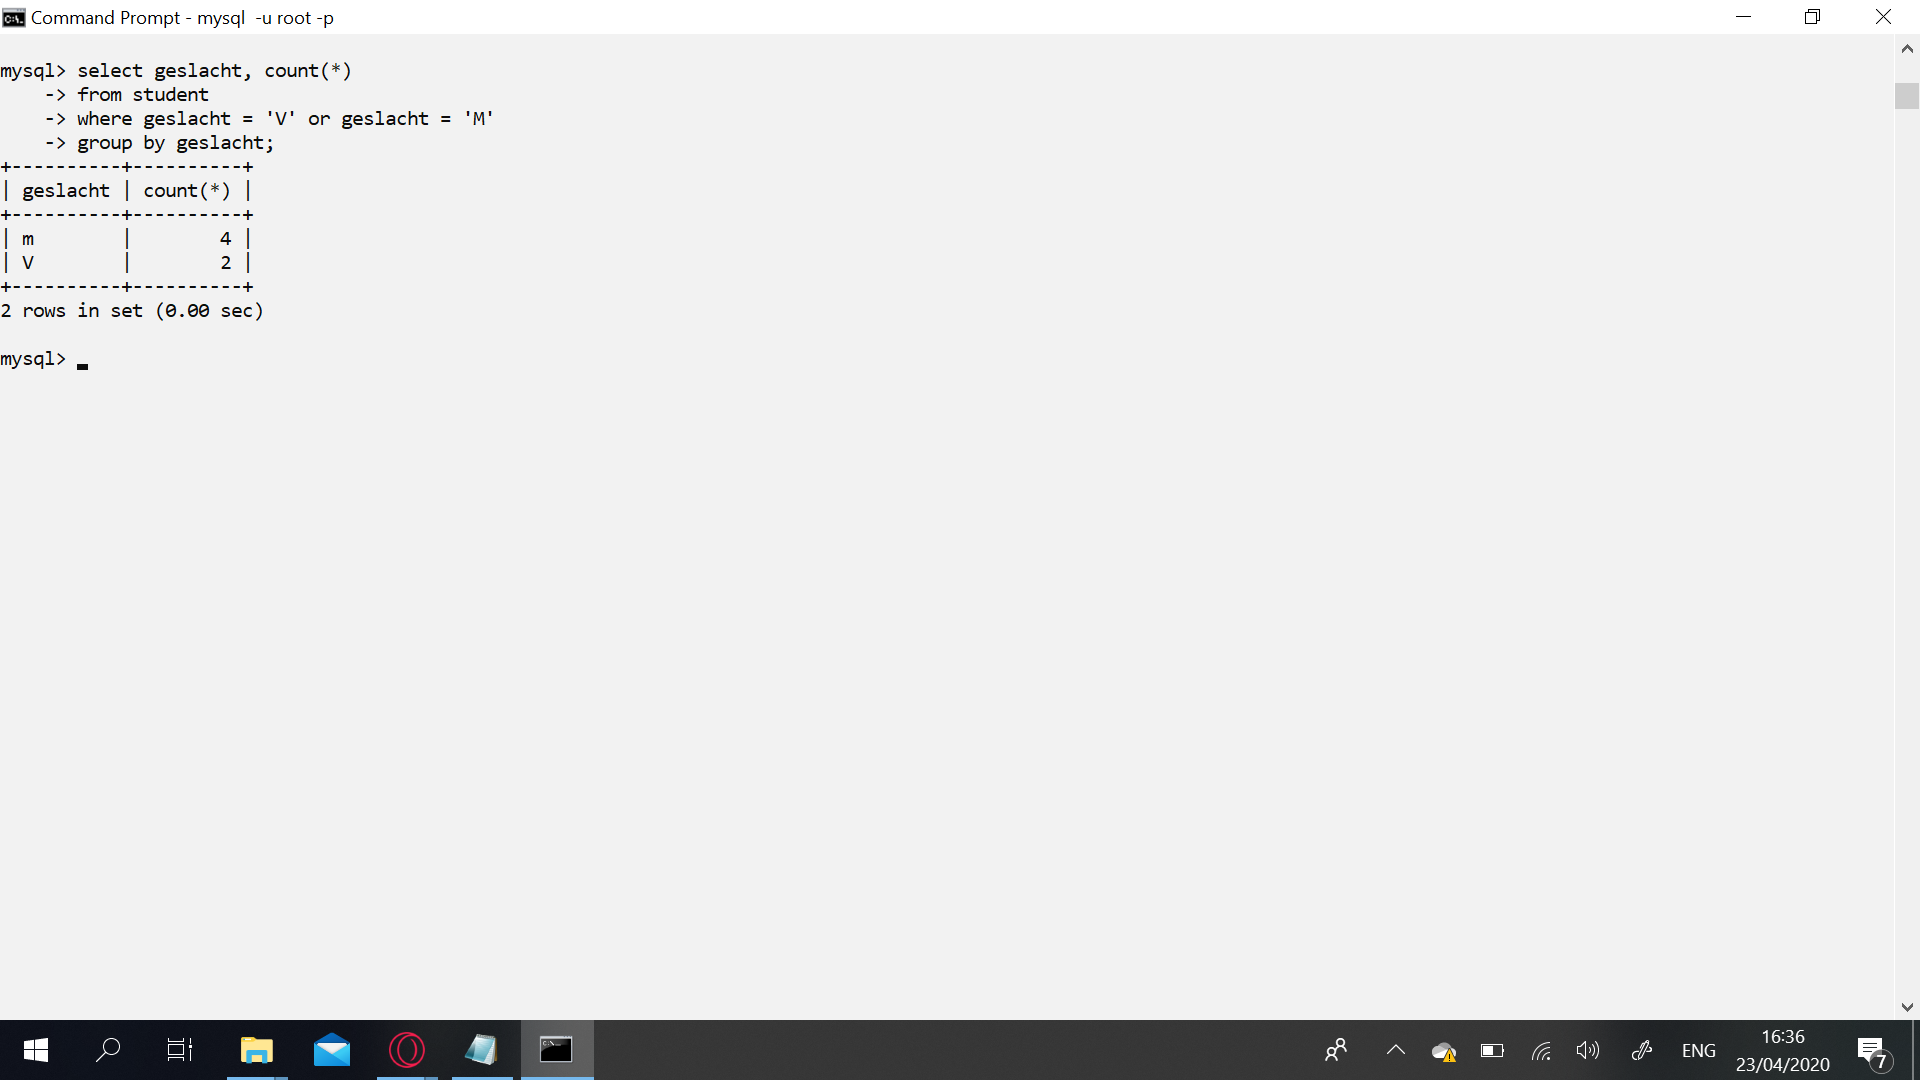 Command Prompt - mysql  -u root -p
mysql> select geslacht, count(*)
    -> from student
    -> where geslacht = 'V' or geslacht = 'M'
    -> group by geslacht;
+----------+----------+
| geslacht | count(*) |
+----------+----------+
| m        |        4 |
| V        |        2 |
+----------+----------+
2 rows in set (0.00 sec)
mysql>
ENG
16:36
23/04/2020
7